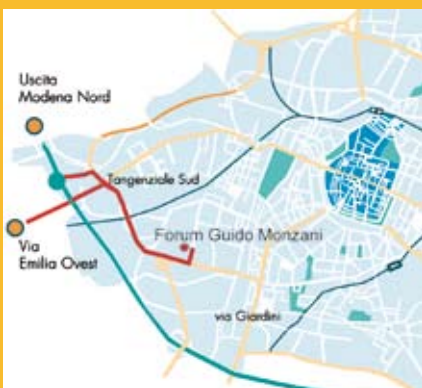 Uscita
Modena Nord
Tangenziale Sud
Via
Emilia Ovest
Forum Guido Monzani
via Giardini